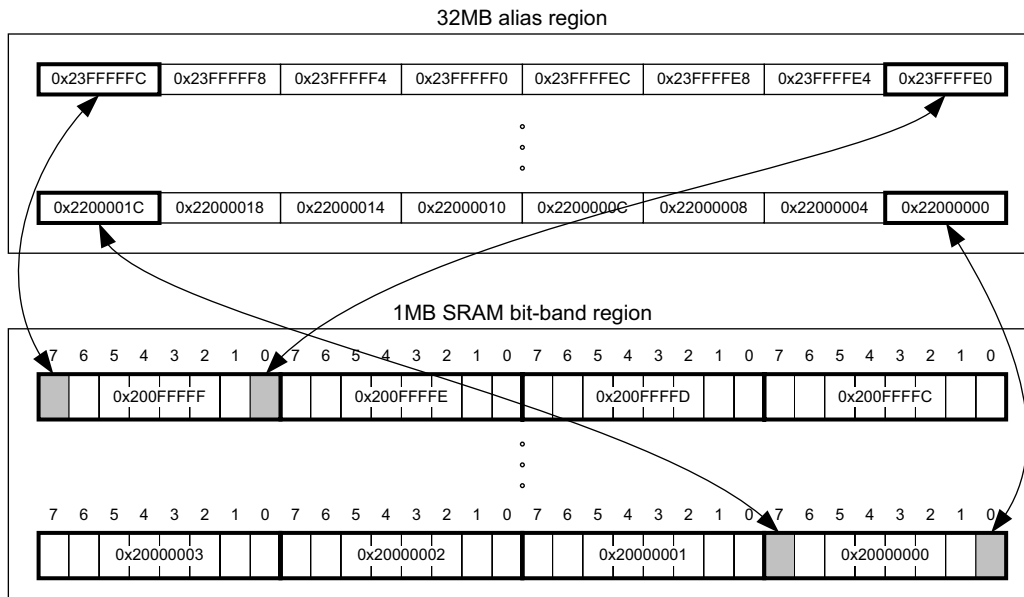 32MB alias region
0x23FFFFFC 0x23FFFFF8 0x23FFFFF4 0x23FFFFF0 0x23FFFFEC 0x23FFFFE8 0x23FFFFE4 0x23FFFFE0
0x2200001C 0x22000018 0x22000014 0x22000010 0x2200000C 0x22000008 0x22000004 0x22000000
1MB SRAM bit-band region
7 6 5 4 3 2 1 0 7 6 5 4 3 2 1 0 7 6 5 4 3 2 1 0 7 6 5 4 3 2 1 0
0x200FFFFF 0x200FFFFE 0x200FFFFD 0x200FFFFC
7 6 5 4 3 2 1 0 7 6 5 4 3 2 1 0 7 6 5 4 3 2 1 0 7 6 5 4 3 2 1 0
0x20000003 0x20000002 0x20000001 0x20000000